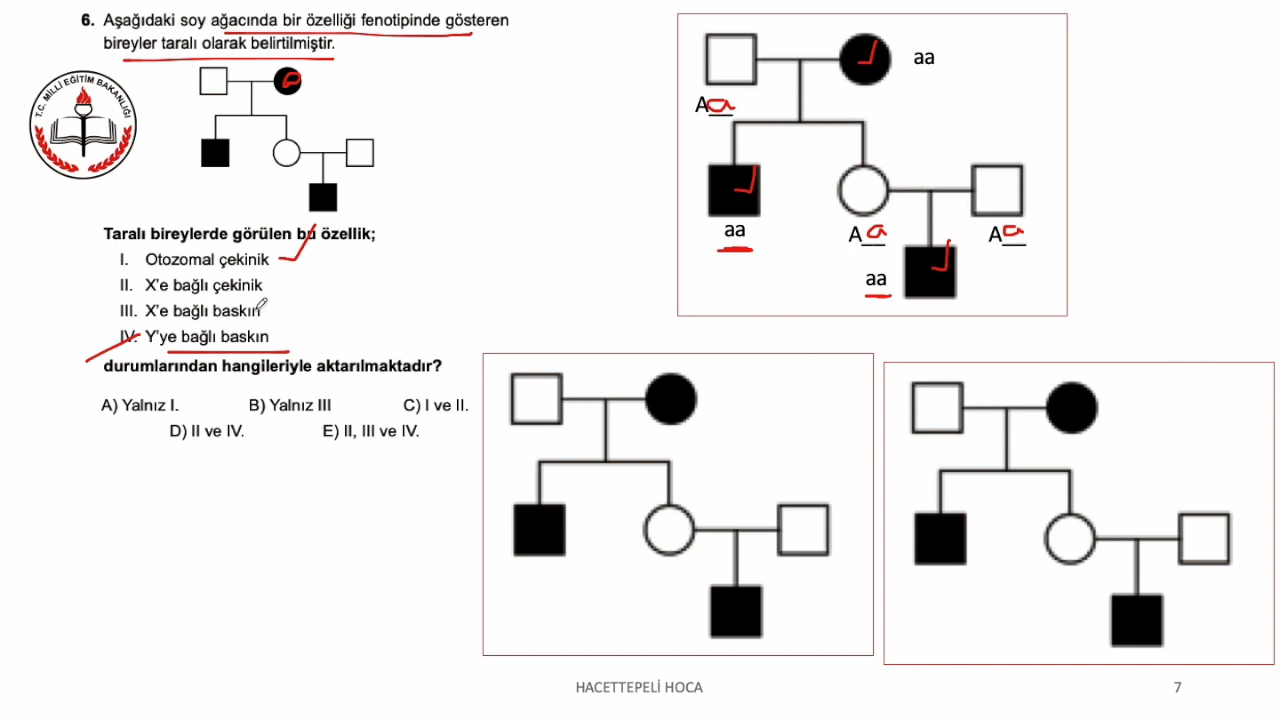 6. Aşağıdaki soy ağacında bir özelliği fenotipinde gösteren
bireyler taralı olarak belirtilmiştir.
T.C. MİLLİ EĞİTİM BAKANLIĞI
Taralı bireylerde görülen bu özellik;
I. Otozomal çekinik
II. X'e bağlı çekinik
III. X'e bağlı baskın
IV. Y'ye bağlı baskın
durumlarından hangileriyle aktarılmaktadır?
A) Yalnız I.
B) Yalnız III
C) I ve II.
D) II ve IV.
E) II, III ve IV.
aa
A a
aa
A a
A a
aa
HACETTEPELİ HOCA
7